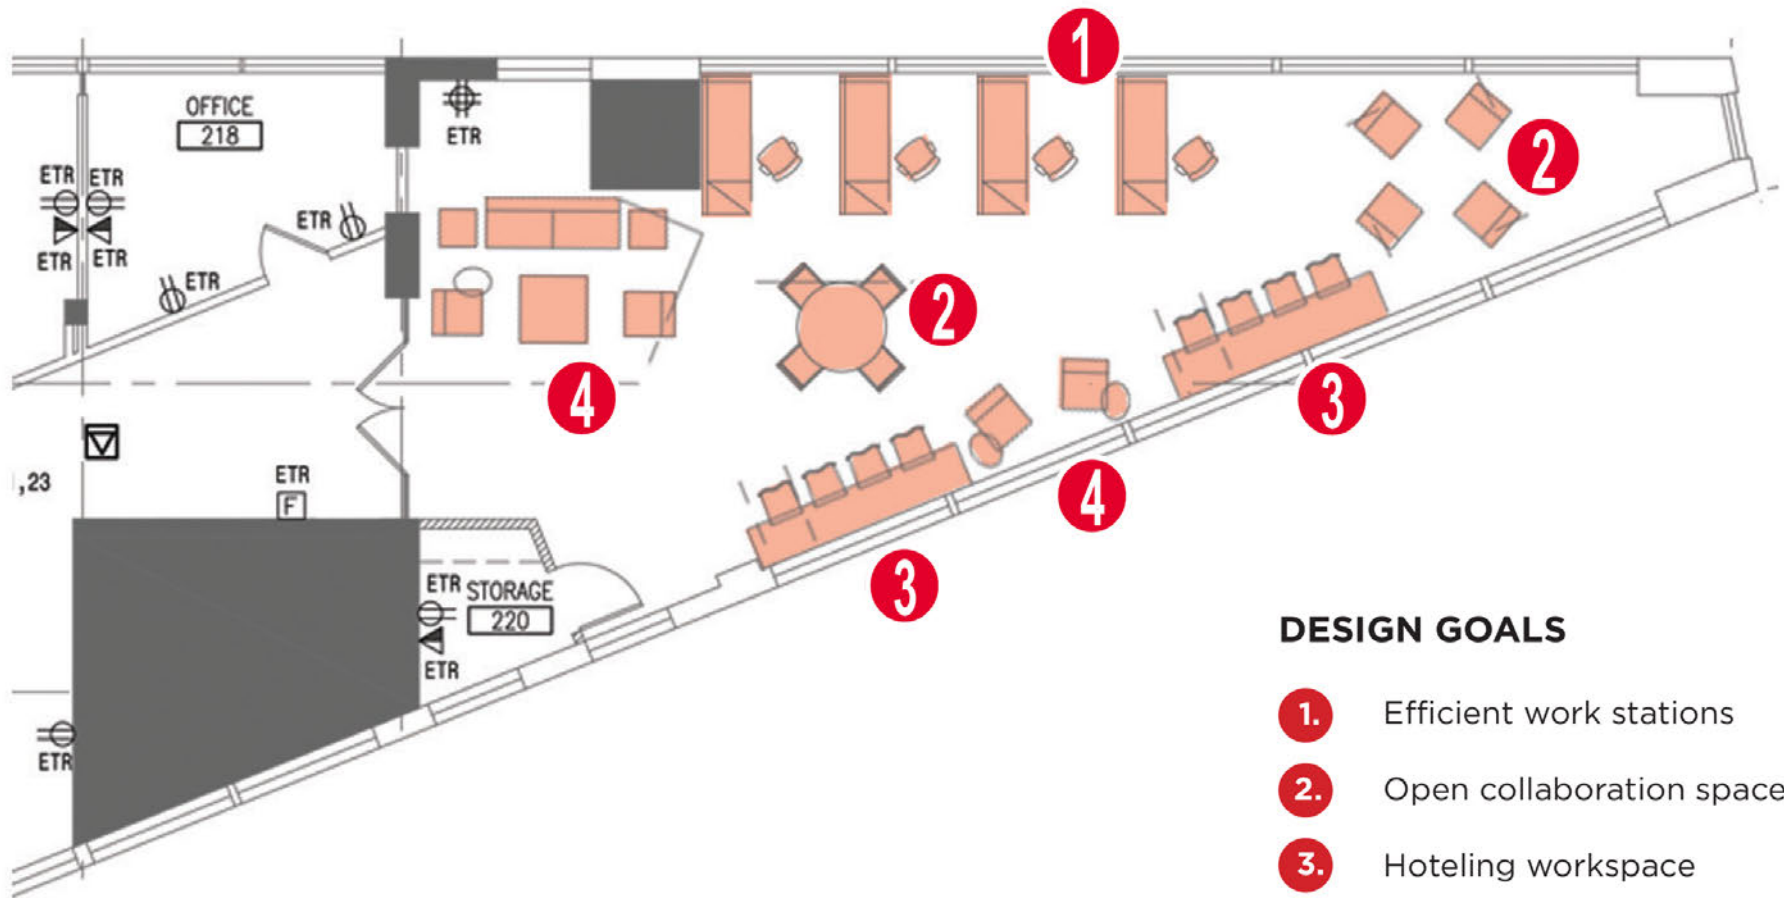 1
OFFICE
218
ETR
2
ETR ETR
ETR
ETR ETR
ETR
2
4
3
,23
ETR
F
4
3
ETR STORAGE
220
ETR
ETR
DESIGN GOALS
1. Efficient work stations
2. Open collaboration space
3. Hoteling workspace